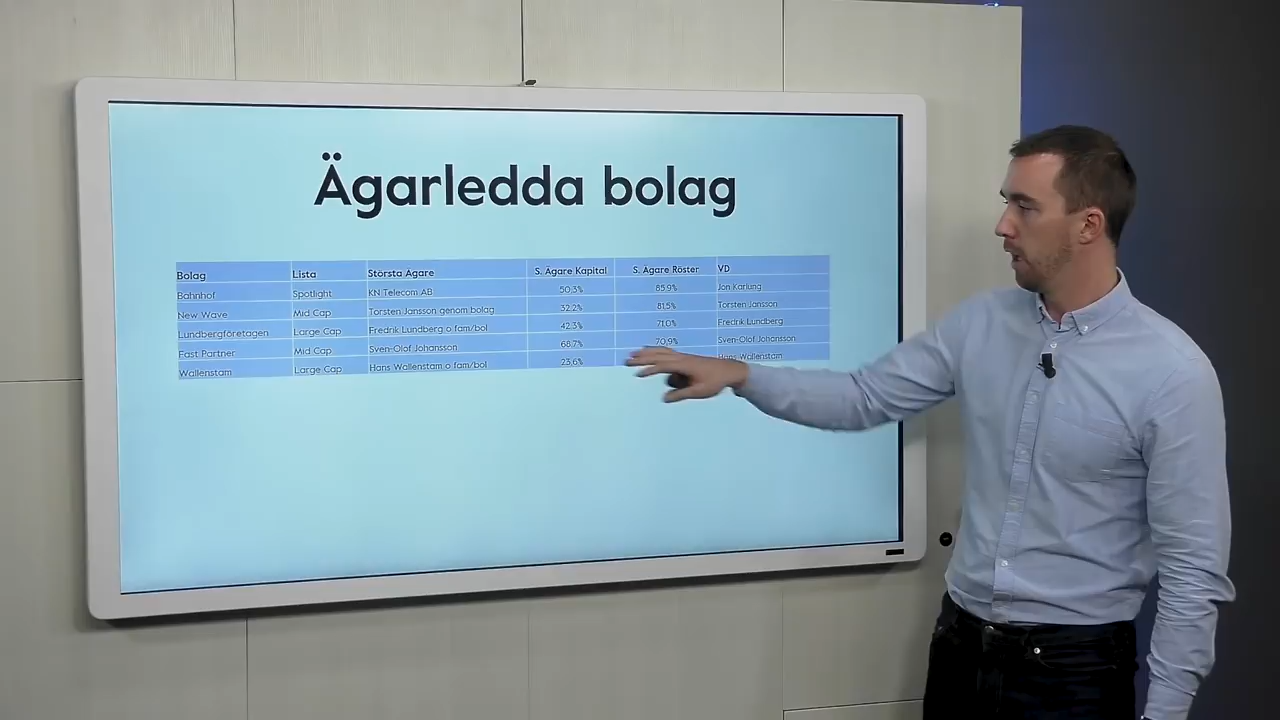 Ägarledda bolag
Bolag Lista Största Ägare S. Ägare Kapital S. Ägare Röster VD
Bahnhof Spotlight KN Telecom AB 50,3% 85,9% Jon Karlung
New Wave Mid Cap Torsten Jansson genom bolag 32,2% 81,5% Torsten Jansson
Lundbergföretagen Large Cap Fredrik Lundberg o fam/bol 42,3% 71,0% Fredrik Lundberg
Fast Partner Mid Cap Sven-Olof Johansson 68,7% 70,9% Sven-Olof Johansson
Wallenstam Large Cap Hans Wallenstam o fam/bol 23,6% Hans Wallenstam